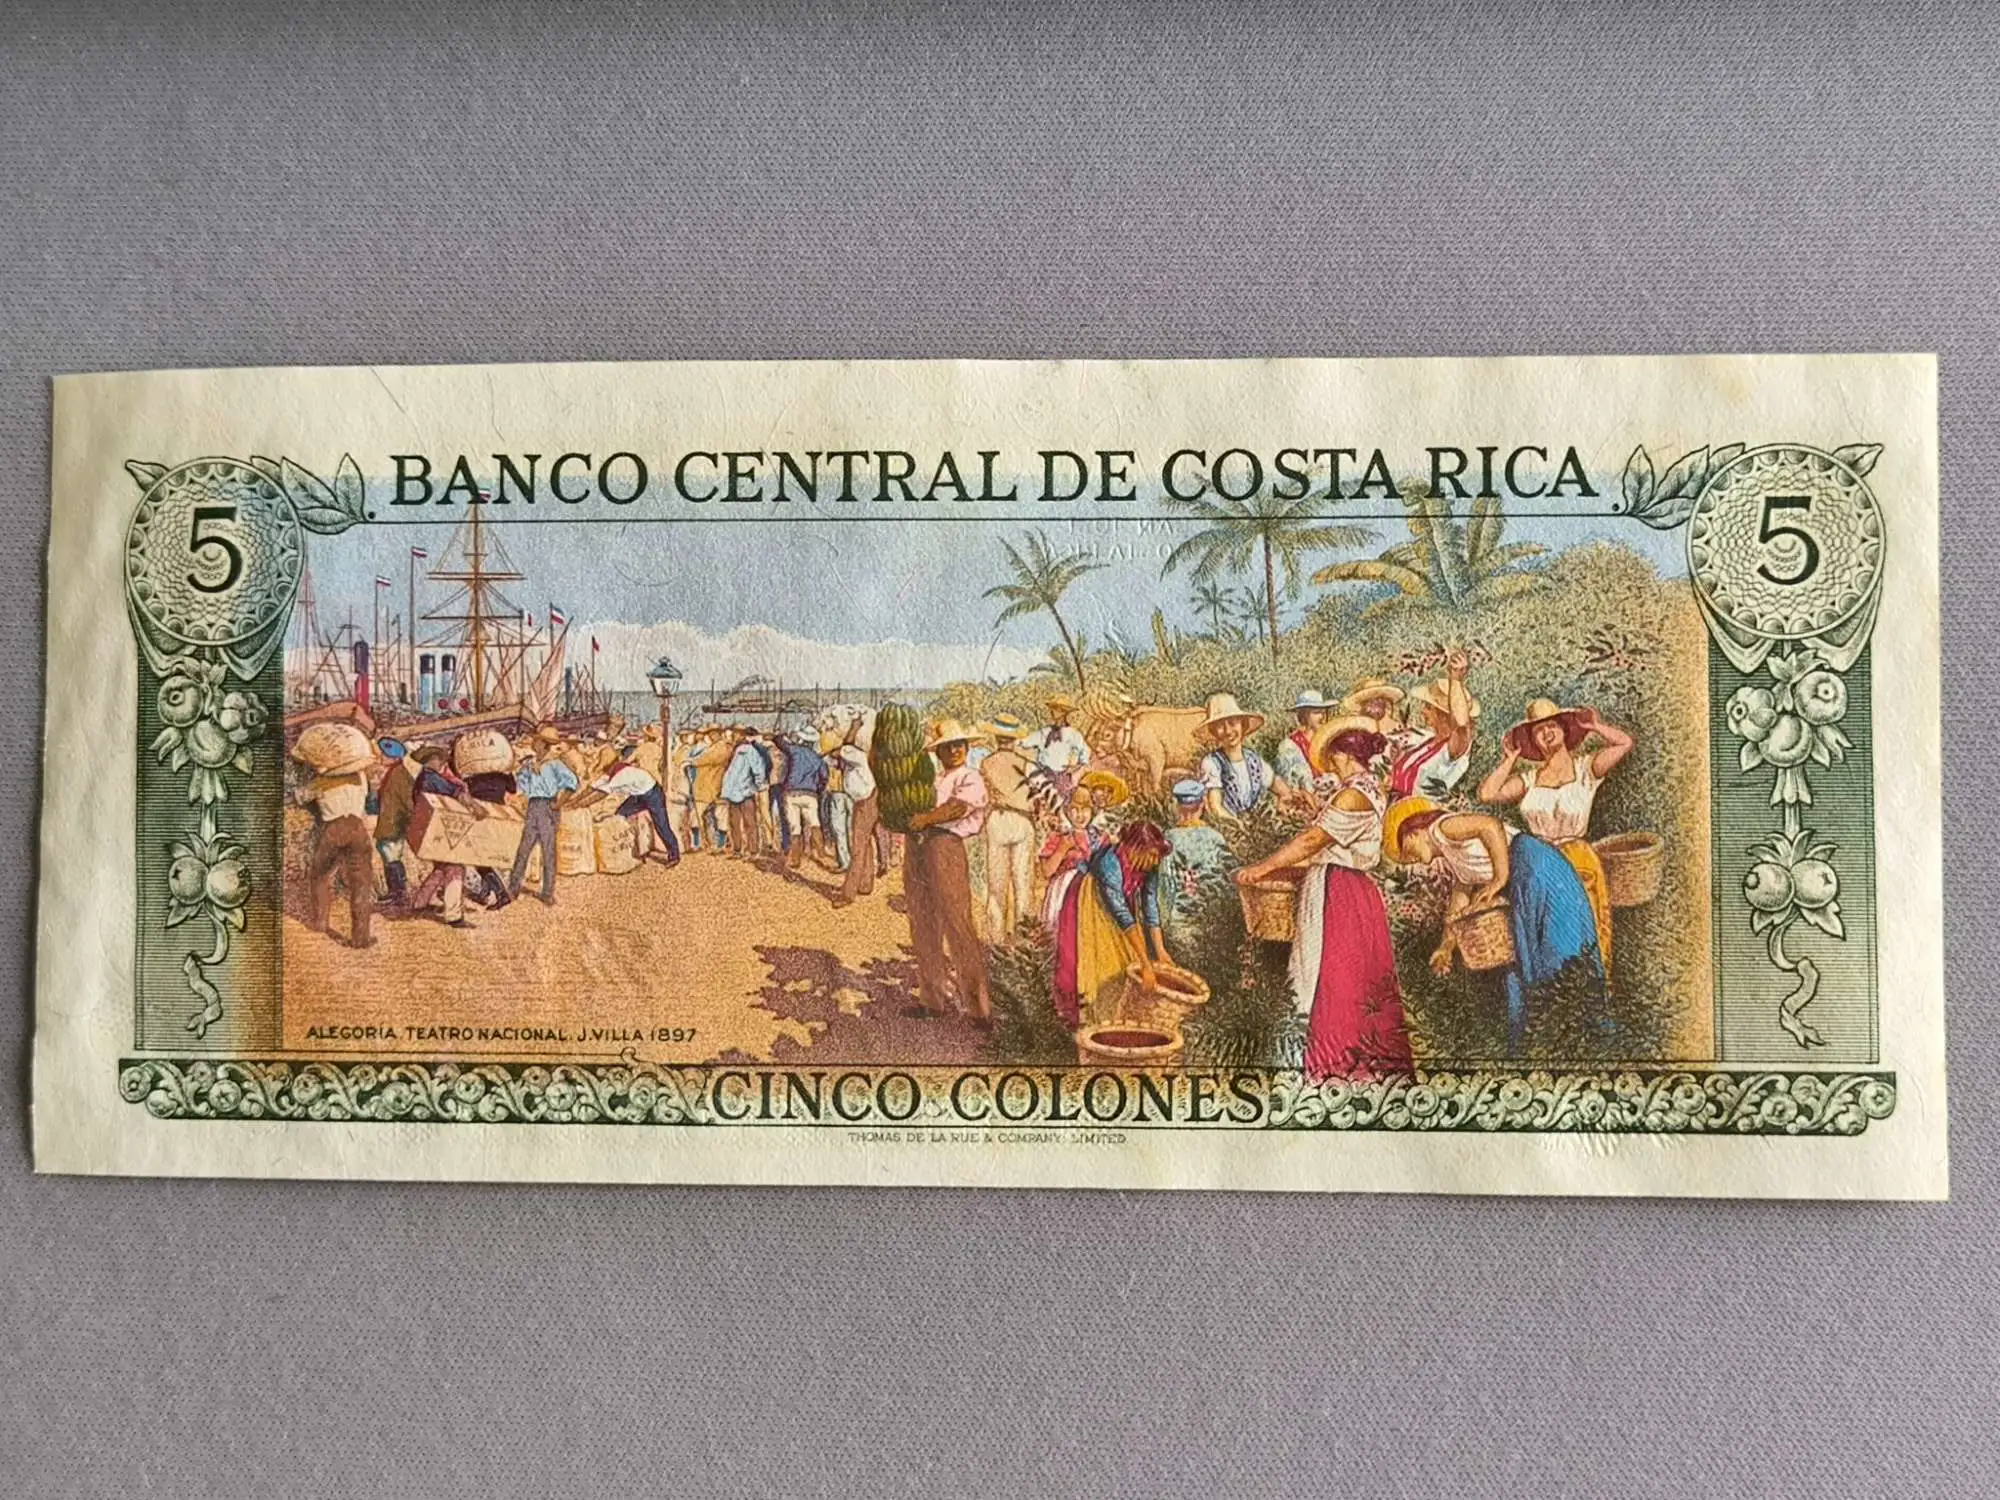 BANCO CENTRAL DE COSTA RICA
5
5
ALEGORIA TEATRO NACIONAL. J. VILLA 1897
CINCO COLONES
THOMAS DE LA RUE & COMPANY, LIMITED